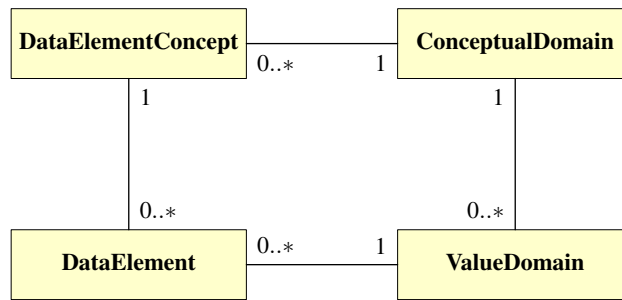 DataElementConcept
ConceptualDomain
0..∗
1
1
1
0..∗
0..∗
0..∗
1
DataElement
ValueDomain